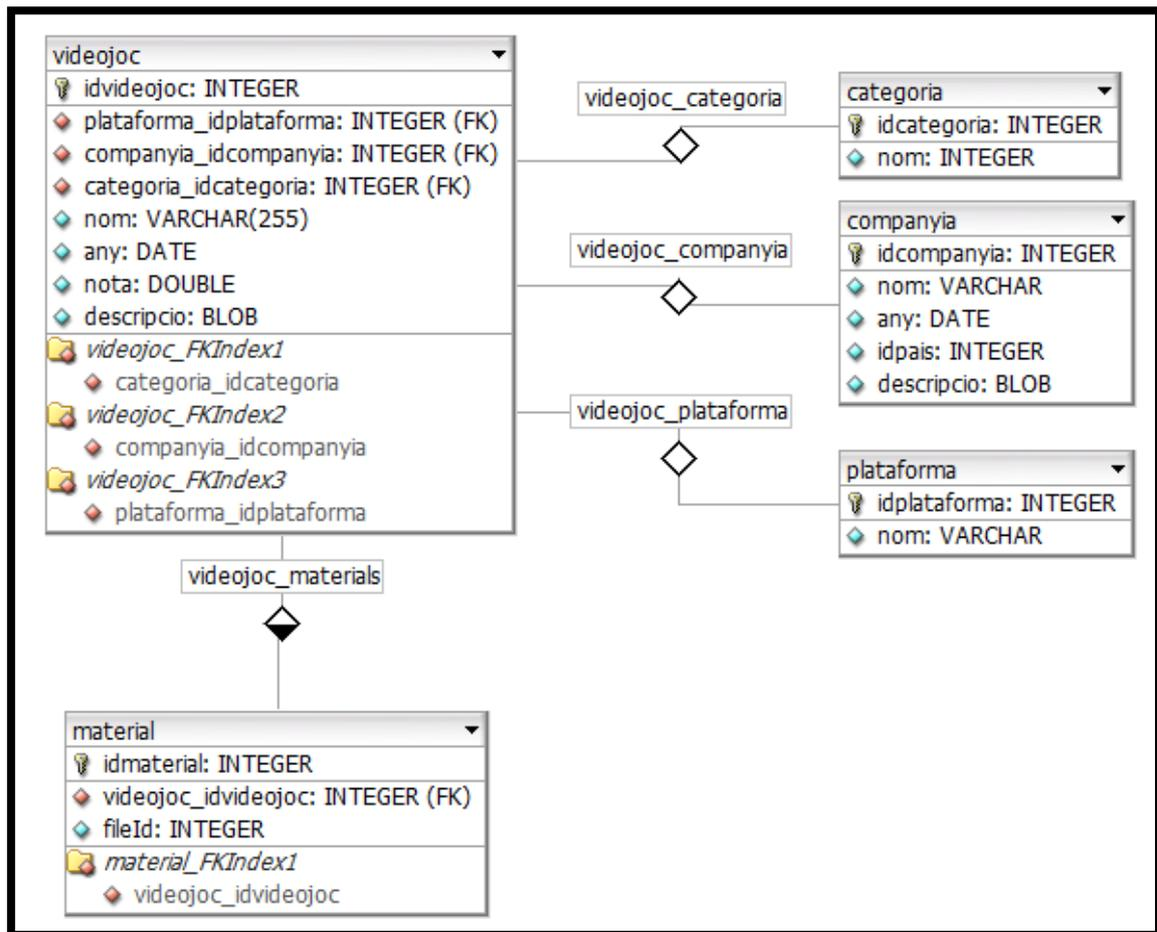 videojoc
idvideojoc: INTEGER
plataforma_idplataforma: INTEGER (FK)
companyia_idcompanyia: INTEGER (FK)
categoria_idcategoria: INTEGER (FK)
nom: VARCHAR(255)
any: DATE
nota: DOUBLE
descripcio: BLOB
videojoc_FKIndex1
categoria_idcategoria
videojoc_FKIndex2
companyia_idcompanyia
videojoc_FKIndex3
plataforma_idplataforma
videojoc_categoria
categoria
idcategoria: INTEGER
nom: INTEGER
videojoc_companyia
companyia
idcompanyia: INTEGER
nom: VARCHAR
any: DATE
idpais: INTEGER
descripcio: BLOB
videojoc_plataforma
plataforma
idplataforma: INTEGER
nom: VARCHAR
videojoc_materials
material
idmaterial: INTEGER
videojoc_idvideojoc: INTEGER (FK)
fileId: INTEGER
material_FKIndex1
videojoc_idvideojoc